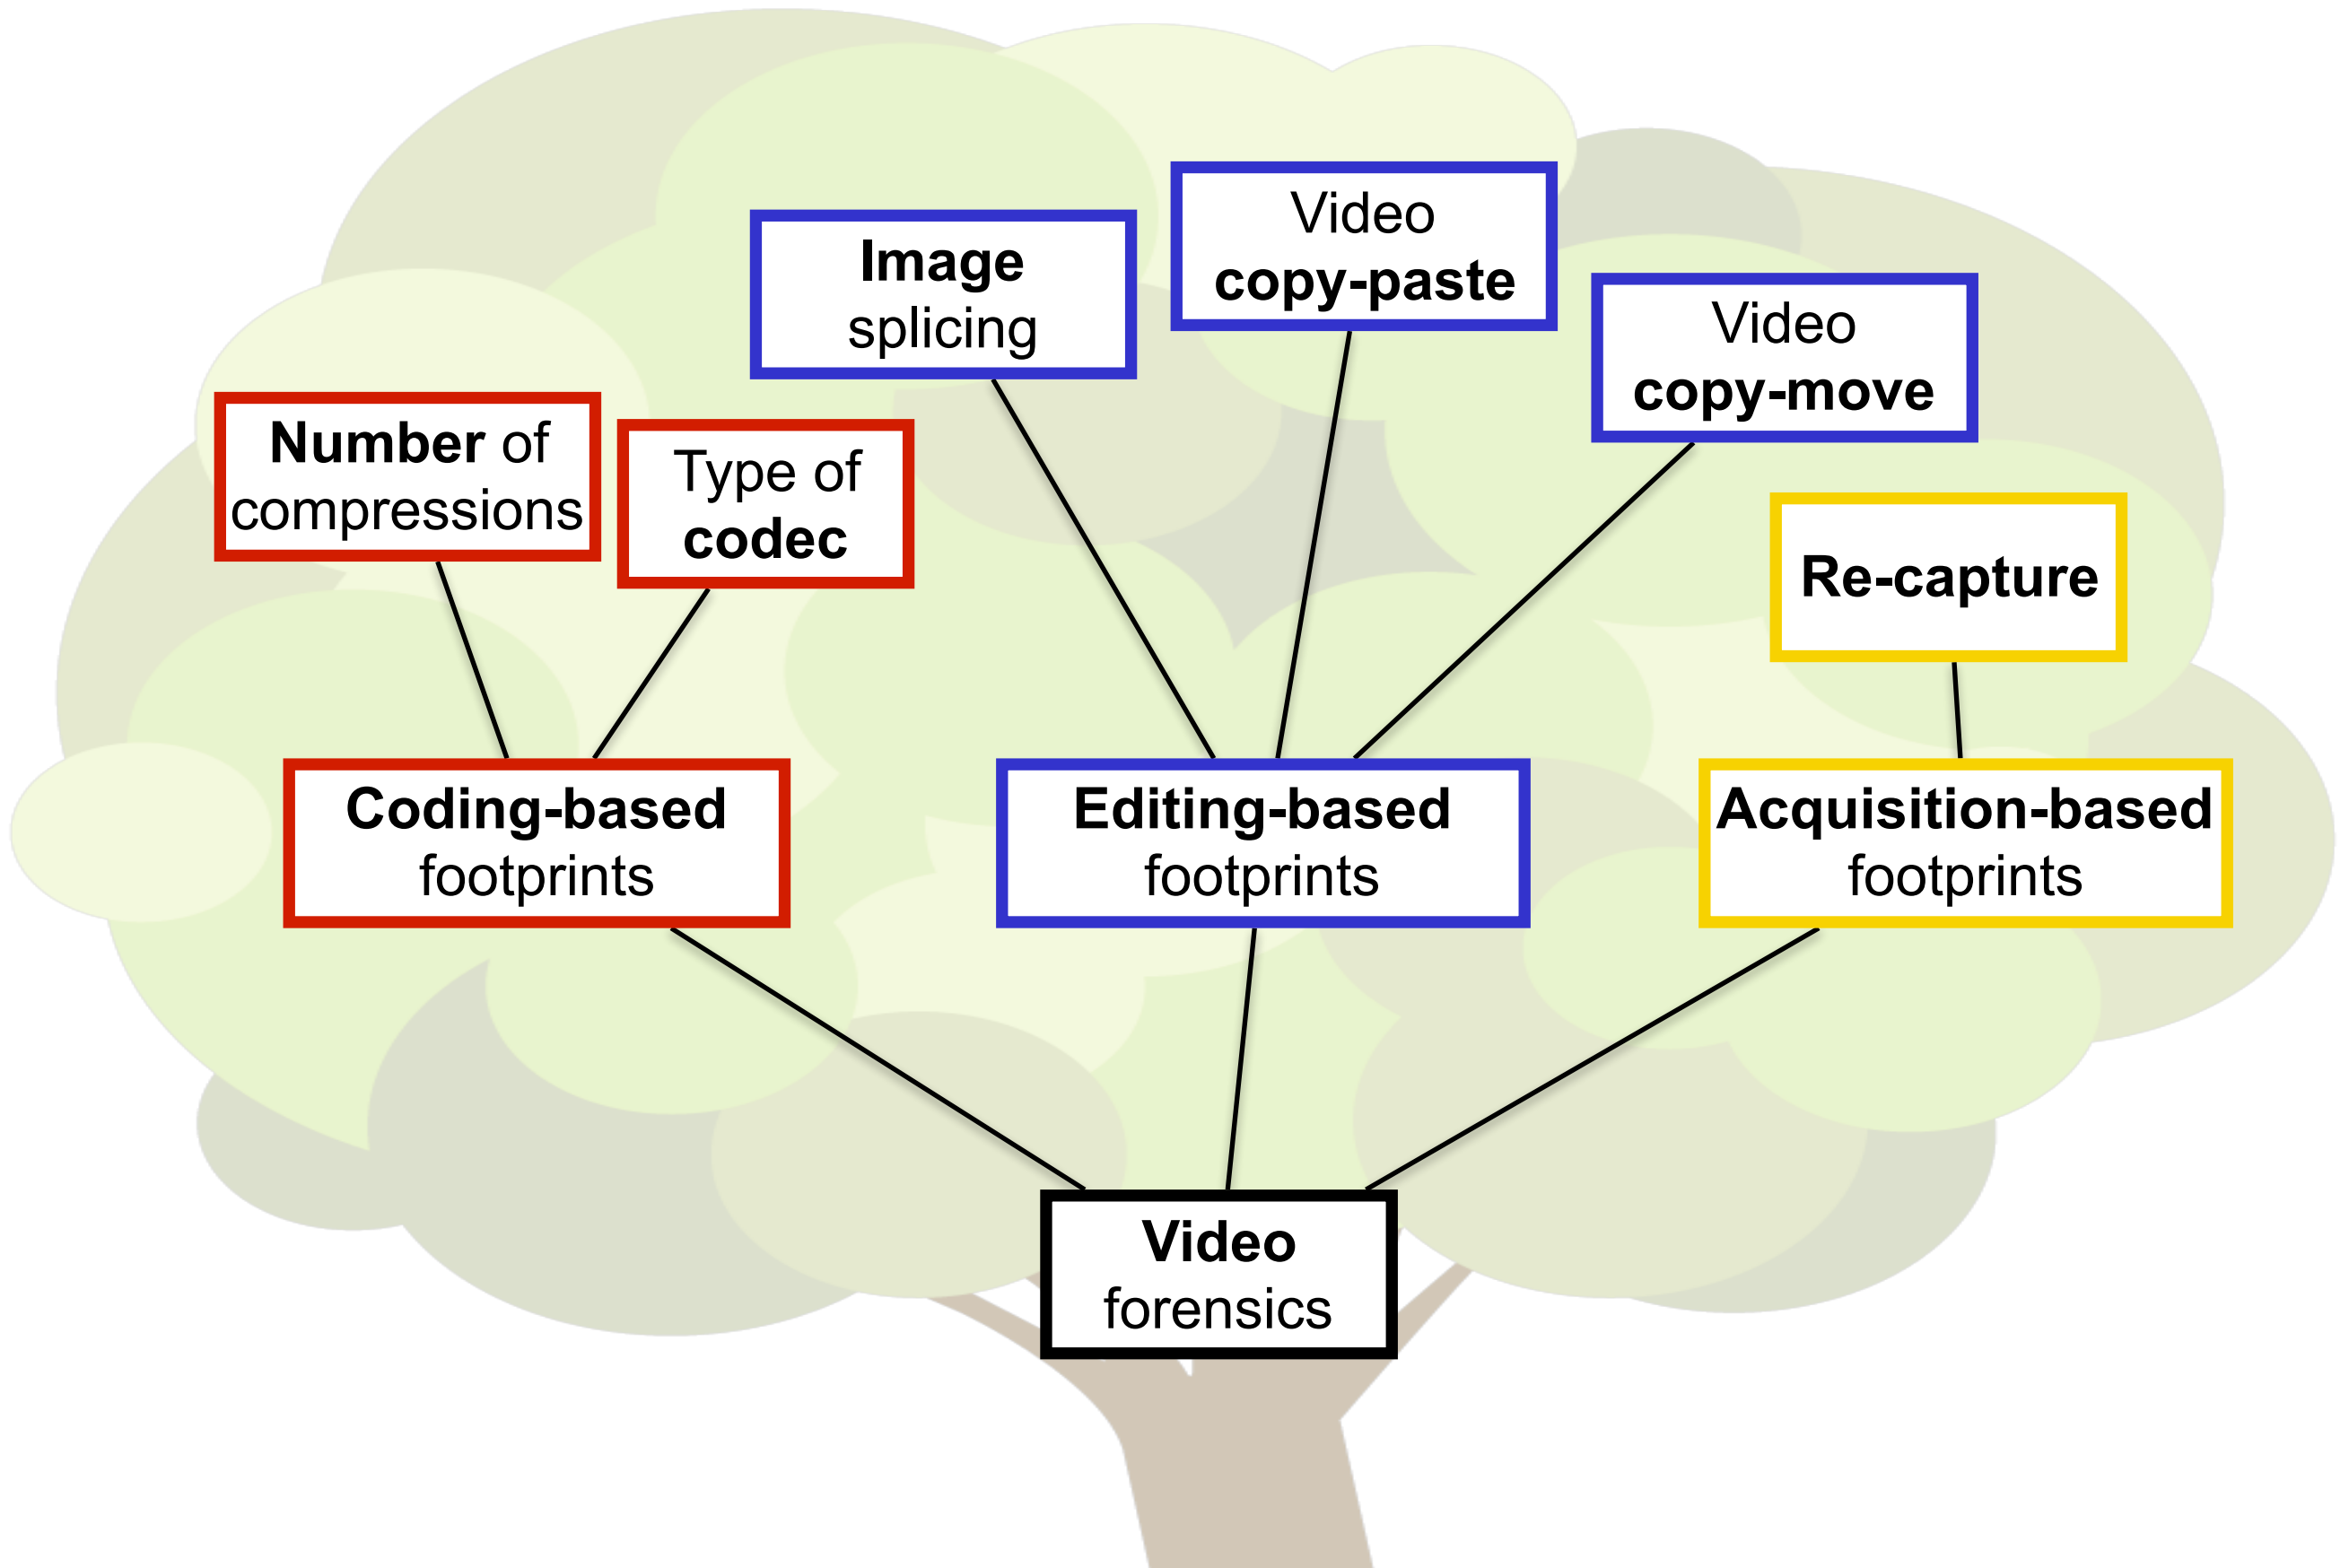 Video
copy-paste
Image
splicing
Video
copy-move
Number of
compressions
Type of
codec
Re-capture
Coding-based
footprints
Editing-based
footprints
Acquisition-based
footprints
Video
forensics